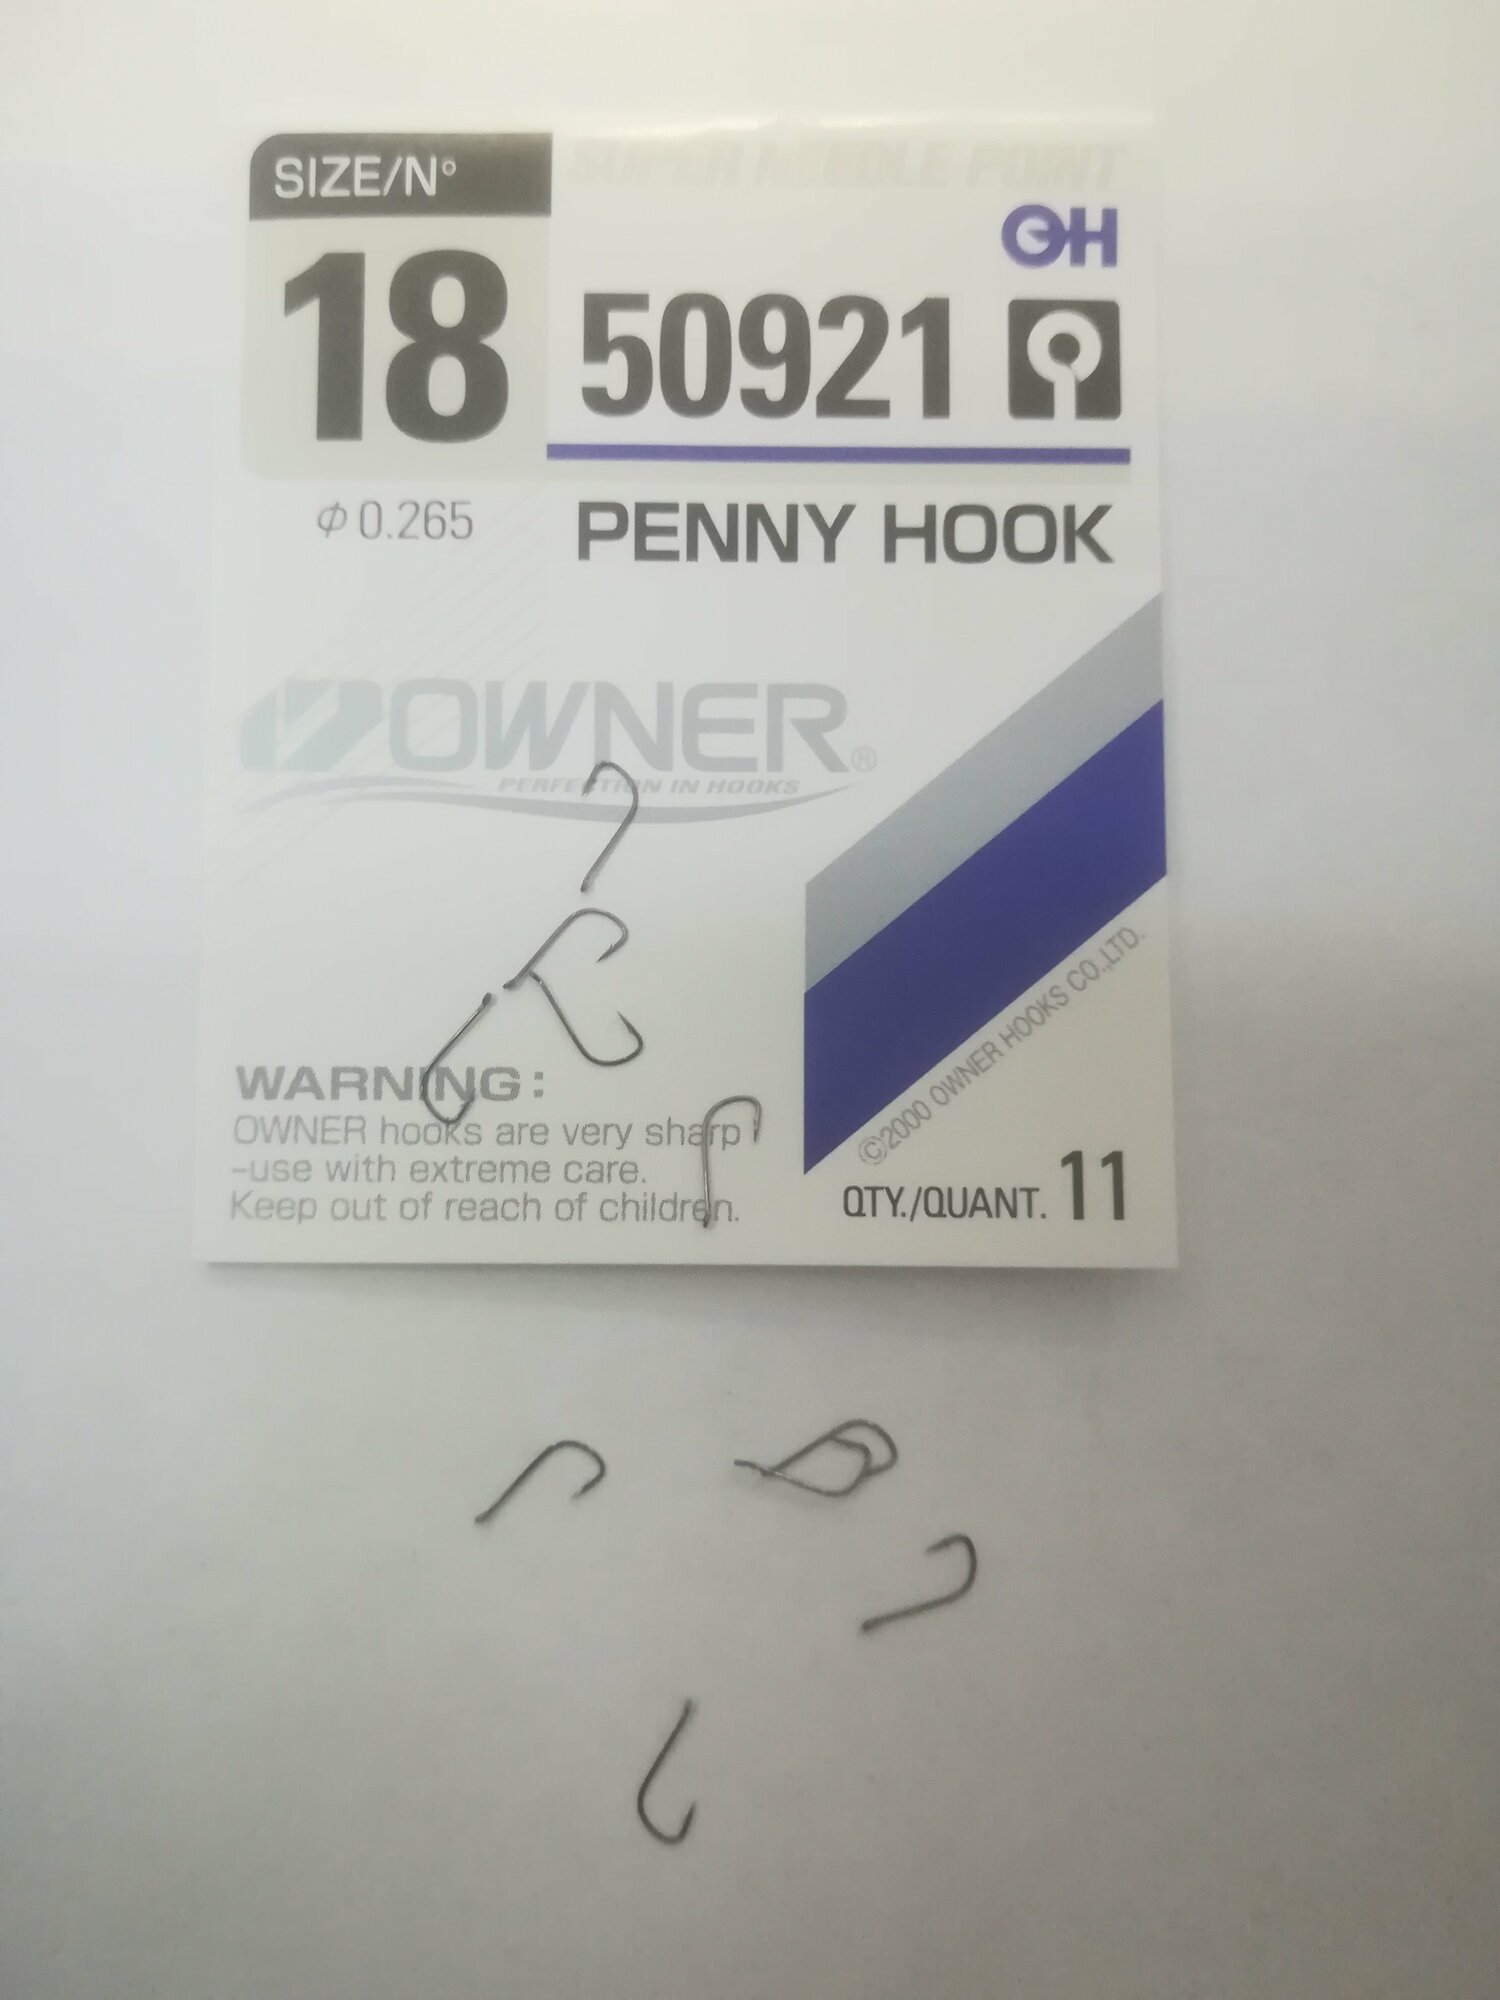 SUPER NEEDLE POINT
SIZE/N°
18
OH
50921
Φ 0.265
PENNY HOOK
OWNER®
PERFECTION IN HOOKS
WARNING:
OWNER hooks are very sharp
-use with extreme care.
Keep out of reach of children.
©2000 OWNER HOOKS CO.,LTD.
QTY./QUANT. 11